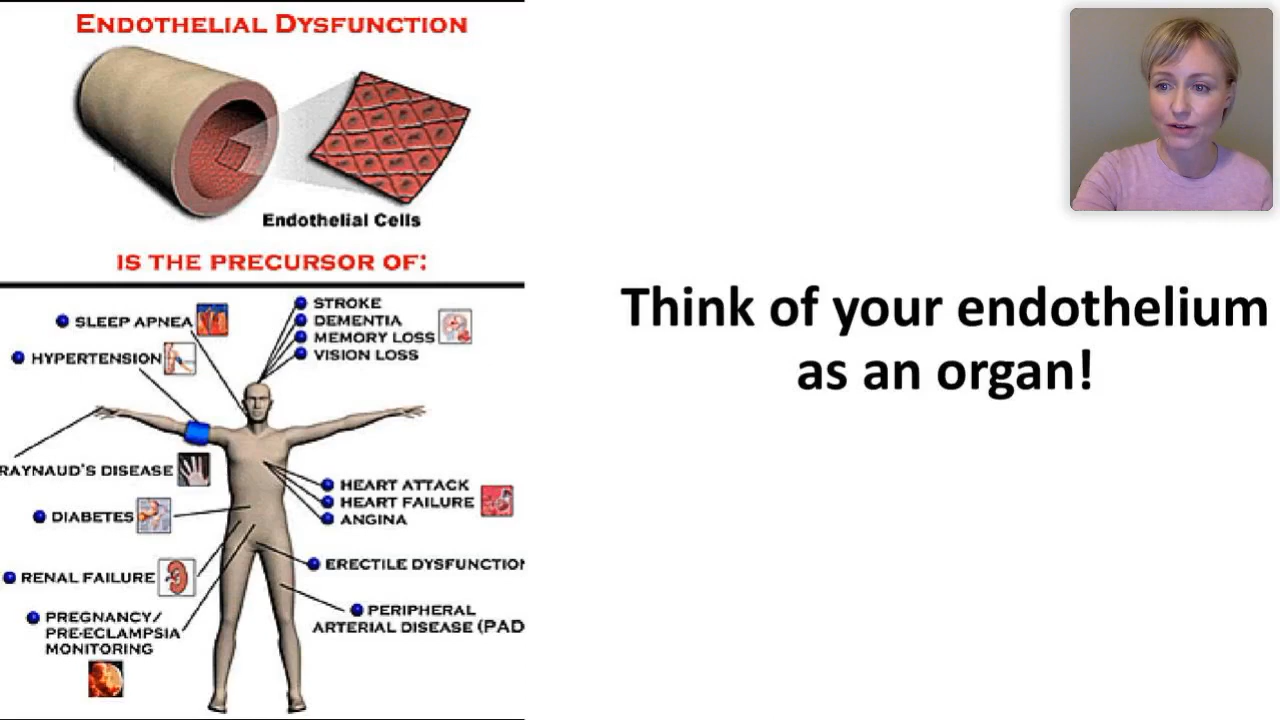 ENDOTHELIAL DYSFUNCTION
Endothelial Cells
IS THE PRECURSOR OF:
SLEEP APNEA
HYPERTENSION
RAYNAUD'S DISEASE
DIABETES
RENAL FAILURE
PREGNANCY/
PRE-ECLAMPSIA
MONITORING
STROKE
DEMENTIA
MEMORY LOSS
VISION LOSS
HEART ATTACK
HEART FAILURE
ANGINA
ERECTILE DYSFUNCTION
PERIPHERAL
ARTERIAL DISEASE (PAD
Think of your endothelium
as an organ!